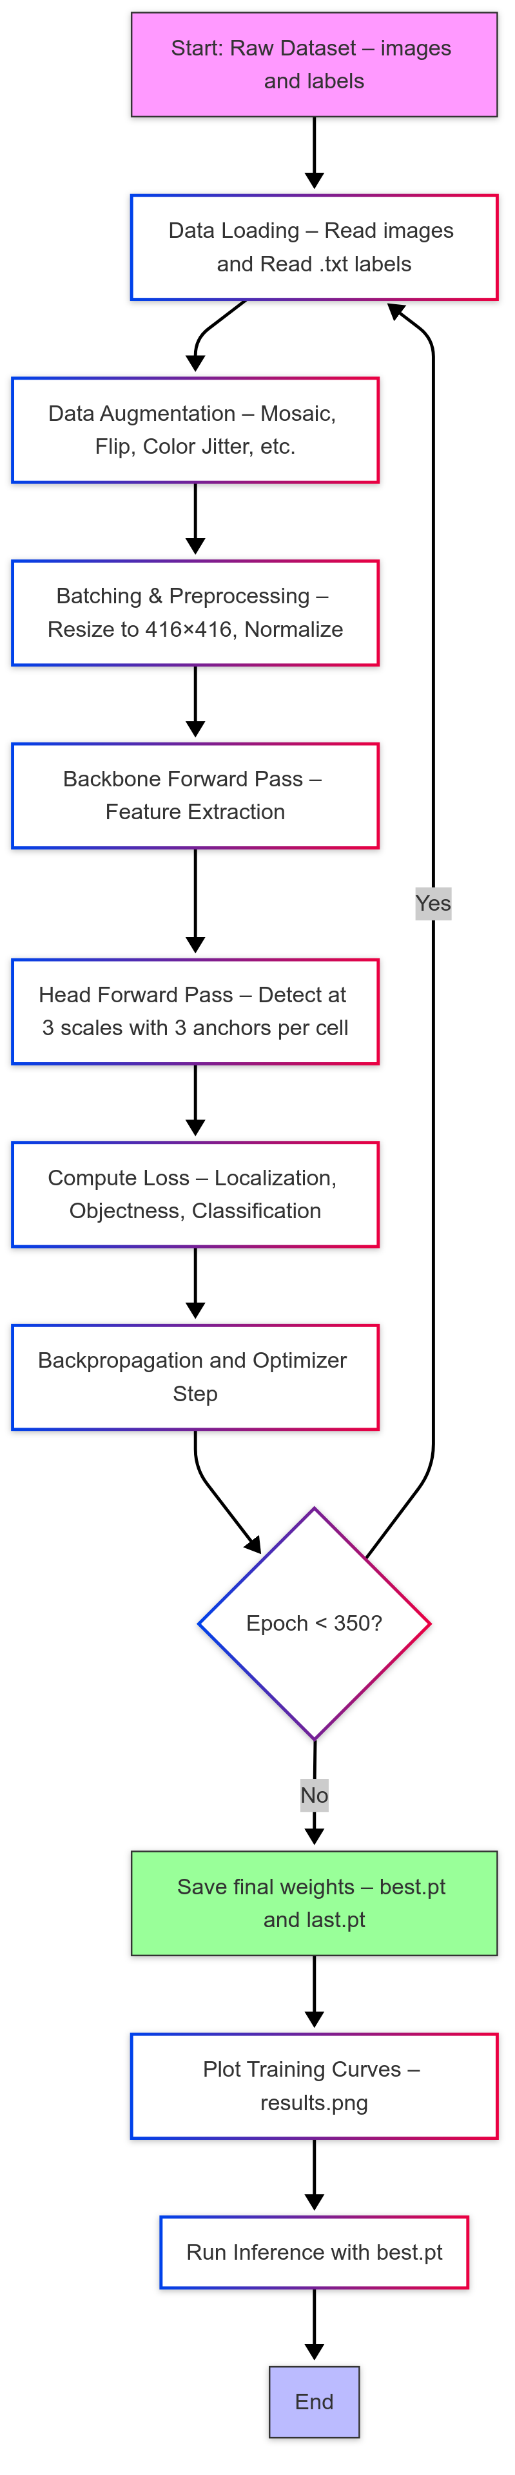 Start: Raw Dataset – images
and labels
Data Loading – Read images
and Read .txt labels
Data Augmentation – Mosaic,
Flip, Color Jitter, etc.
Batching & Preprocessing –
Resize to 416×416, Normalize
Backbone Forward Pass –
Feature Extraction
Yes
Head Forward Pass – Detect at
3 scales with 3 anchors per cell
Compute Loss – Localization,
Objectness, Classification
Backpropagation and Optimizer
Step
Epoch < 350?
No
Save final weights – best.pt
and last.pt
Plot Training Curves –
results.png
Run Inference with best.pt
End